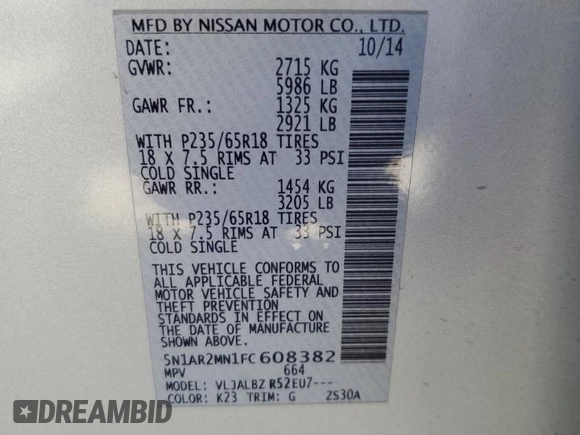 MFD BY NISSAN MOTOR CO., LTD.
DATE: 10/14
GVWR: 2715 KG
5986 LB
GAWR FR.: 1325 KG
2921 LB
WITH P235/65R18 TIRES
18 X 7.5 RIMS AT 33 PSI
COLD SINGLE
GAWR RR.: 1454 KG
3205 LB
WITH P235/65R18 TIRES
18 X 7.5 RIMS AT 33 PSI
COLD SINGLE
THIS VEHICLE CONFORMS TO
ALL APPLICABLE FEDERAL
MOTOR VEHICLE SAFETY AND
THEFT PREVENTION
STANDARDS IN EFFECT ON
THE DATE OF MANUFACTURE
SHOWN ABOVE.
5N1AR2MN1FC608382
MPV 664
MODEL: VLJALBZ R52EU7---
COLOR: K23 TRIM: G ZS30A
DREAMBID
DREAMBID